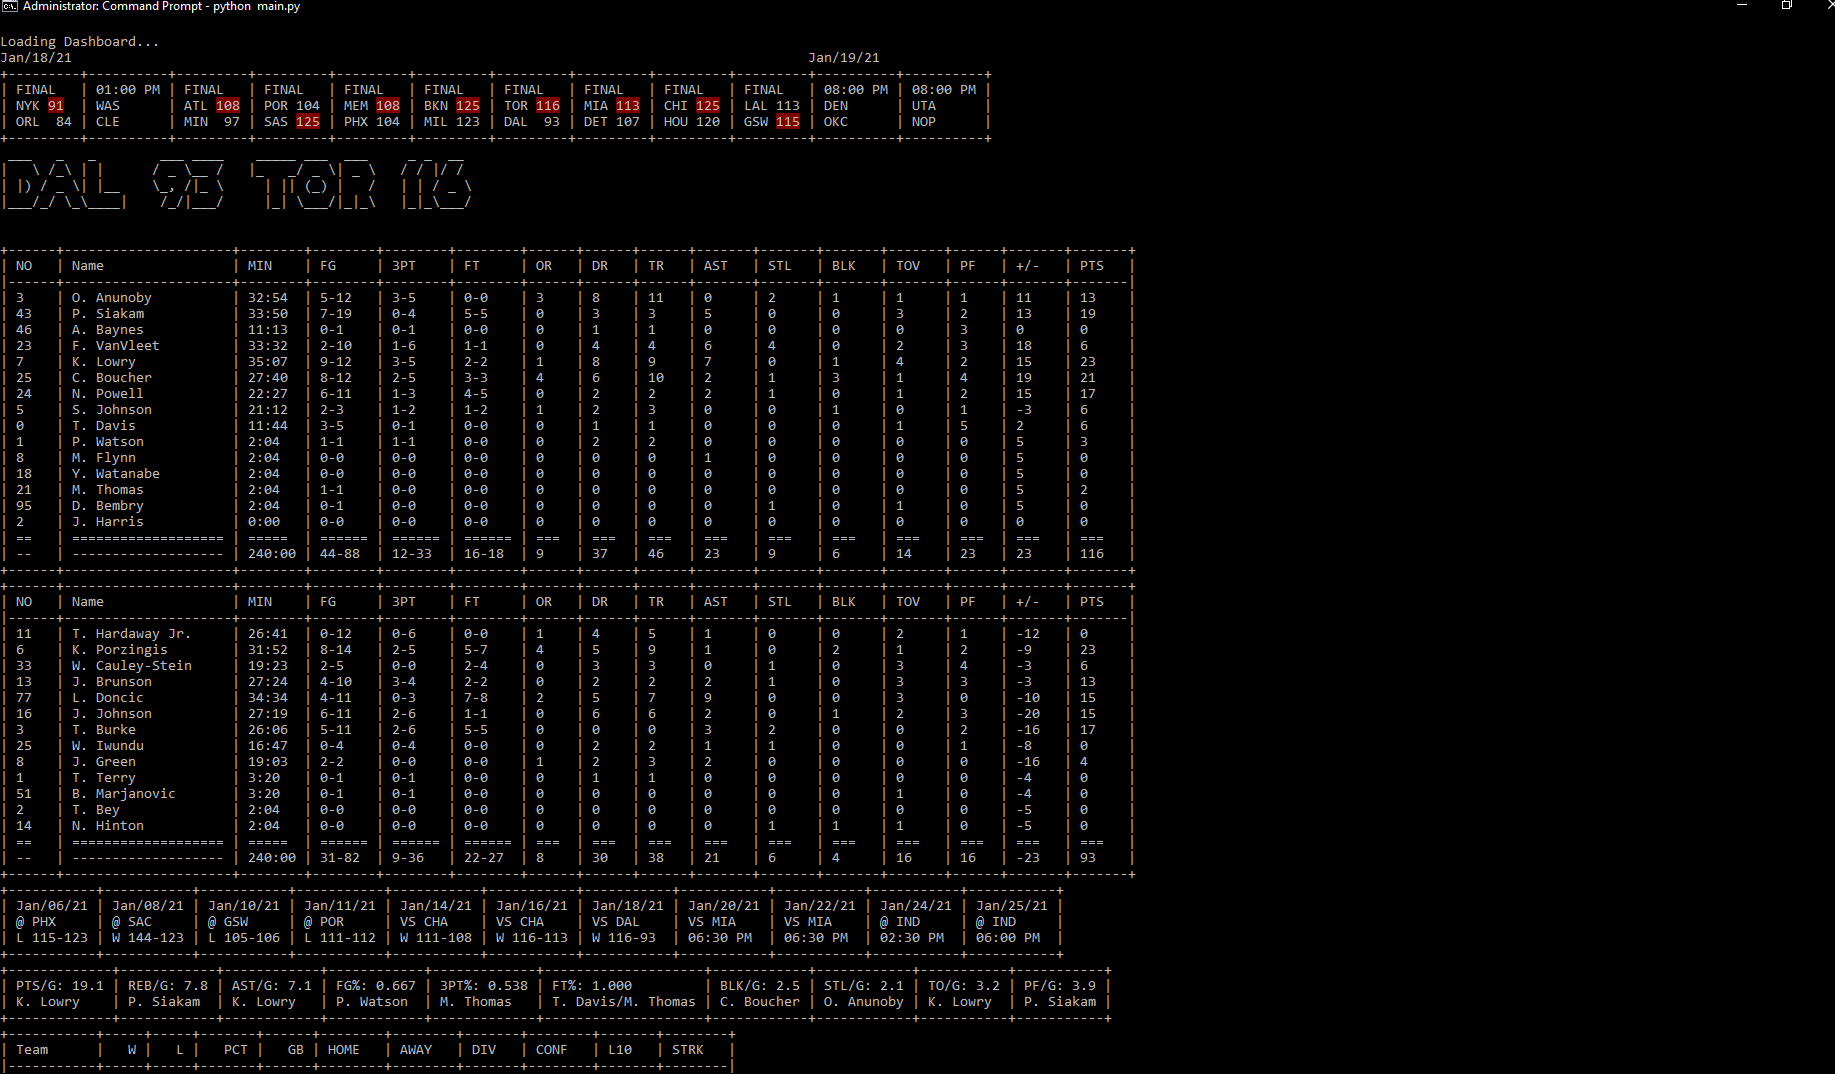 Administrator: Command Prompt - python  main.py
Loading Dashboard...
Jan/18/21 Jan/19/21
+---------+----------+---------+---------+---------+---------+---------+---------+---------+---------+----------+----------+
| FINAL   | 01:00 PM | FINAL   | FINAL   | FINAL   | FINAL   | FINAL   | FINAL   | FINAL   | FINAL   | 08:00 PM | 08:00 PM |
| NYK 91  | WAS      | ATL 108 | POR 104 | MEM 108 | BKN 125 | TOR 116 | MIA 113 | CHI 125 | LAL 113 | DEN      | UTA      |
| ORL  84 | CLE      | MIN  97 | SAS 125 | PHX 104 | MIL 123 | DAL  93 | DET 107 | HOU 120 | GSW 115 | OKC      | NOP      |
DAL 93 TOR 116
| NO   | Name                | MIN    | FG     | 3PT    | FT     | OR   | DR   | TR   | AST   | STL   | BLK   | TOV   | PF   | +/-   | PTS   |
| 3    | O. Anunoby          | 32:54  | 5-12   | 3-5    | 0-0    | 3    | 8    | 11   | 0     | 2     | 1     | 1     | 1    | 11    | 13    |
| 43   | P. Siakam           | 33:50  | 7-19   | 0-4    | 5-5    | 0    | 3    | 3    | 5     | 0     | 0     | 3     | 2    | 13    | 19    |
| 46   | A. Baynes           | 11:13  | 0-1    | 0-1    | 0-0    | 0    | 1    | 1    | 0     | 0     | 0     | 0     | 3    | 0     | 0     |
| 23   | F. VanVleet         | 33:32  | 2-10   | 1-6    | 1-1    | 0    | 4    | 4    | 6     | 4     | 0     | 2     | 3    | 18    | 6     |
| 7    | K. Lowry            | 35:07  | 9-12   | 3-5    | 2-2    | 1    | 8    | 9    | 7     | 0     | 1     | 4     | 2    | 15    | 23    |
| 25   | C. Boucher          | 27:40  | 8-12   | 2-5    | 3-3    | 4    | 6    | 10   | 2     | 1     | 3     | 1     | 4    | 19    | 21    |
| 24   | N. Powell           | 22:27  | 6-11   | 1-3    | 4-5    | 0    | 2    | 2    | 2     | 1     | 0     | 1     | 2    | 15    | 17    |
| 5    | S. Johnson          | 21:12  | 2-3    | 1-2    | 1-2    | 1    | 2    | 3    | 0     | 0     | 1     | 0     | 1    | -3    | 6     |
| 0    | T. Davis            | 11:44  | 3-5    | 0-1    | 0-0    | 0    | 1    | 1    | 0     | 0     | 0     | 1     | 5    | 2     | 6     |
| 1    | P. Watson           | 2:04   | 1-1    | 1-1    | 0-0    | 0    | 2    | 2    | 0     | 0     | 0     | 0     | 0    | 5     | 3     |
| 8    | M. Flynn            | 2:04   | 0-0    | 0-0    | 0-0    | 0    | 0    | 0    | 1     | 0     | 0     | 0     | 0    | 5     | 0     |
| 18   | Y. Watanabe         | 2:04   | 0-0    | 0-0    | 0-0    | 0    | 0    | 0    | 0     | 0     | 0     | 0     | 0    | 5     | 0     |
| 21   | M. Thomas           | 2:04   | 1-1    | 0-0    | 0-0    | 0    | 0    | 0    | 0     | 0     | 0     | 0     | 0    | 5     | 2     |
| 95   | D. Bembry           | 2:04   | 0-1    | 0-0    | 0-0    | 0    | 0    | 0    | 0     | 1     | 0     | 1     | 0    | 5     | 0     |
| 2    | J. Harris           | 0:00   | 0-0    | 0-0    | 0-0    | 0    | 0    | 0    | 0     | 0     | 0     | 0     | 0    | 0     | 0     |
| ==   | =================== | =====  | ====== | ====== | ====== | ===  | ===  | ===  | ===   | ===   | ===   | ===   | ===  | ===   | ===   |
| --   | ------------------- | 240:00 | 44-88  | 12-33  | 16-18  | 9    | 37   | 46   | 23    | 9     | 6     | 14    | 23   | 23    | 116   |
| NO   | Name                | MIN    | FG     | 3PT    | FT     | OR   | DR   | TR   | AST   | STL   | BLK   | TOV   | PF   | +/-   | PTS   |
| 11   | T. Hardaway Jr.     | 26:41  | 0-12   | 0-6    | 0-0    | 1    | 4    | 5    | 1     | 0     | 0     | 2     | 1    | -12   | 0     |
| 6    | K. Porzingis        | 31:52  | 8-14   | 2-5    | 5-7    | 4    | 5    | 9    | 1     | 0     | 2     | 1     | 2    | -9    | 23    |
| 33   | W. Cauley-Stein     | 19:23  | 2-5    | 0-0    | 2-4    | 0    | 3    | 3    | 0     | 1     | 0     | 3     | 4    | -3    | 6     |
| 13   | J. Brunson          | 27:24  | 4-10   | 3-4    | 2-2    | 0    | 2    | 2    | 2     | 1     | 0     | 3     | 3    | -3    | 13    |
| 77   | L. Doncic           | 34:34  | 4-11   | 0-3    | 7-8    | 2    | 5    | 7    | 9     | 0     | 0     | 3     | 0    | -10   | 15    |
| 16   | J. Johnson          | 27:19  | 6-11   | 2-6    | 1-1    | 0    | 6    | 6    | 2     | 0     | 1     | 2     | 3    | -20   | 15    |
| 3    | T. Burke            | 26:06  | 5-11   | 2-6    | 5-5    | 0    | 0    | 0    | 3     | 2     | 0     | 0     | 2    | -16   | 17    |
| 25   | W. Iwundu           | 16:47  | 0-4    | 0-4    | 0-0    | 0    | 2    | 2    | 1     | 1     | 0     | 0     | 1    | -8    | 0     |
| 8    | J. Green            | 19:03  | 2-2    | 0-0    | 0-0    | 1    | 2    | 3    | 2     | 0     | 0     | 0     | 0    | -16   | 4     |
| 1    | T. Terry            | 3:20   | 0-1    | 0-1    | 0-0    | 0    | 1    | 1    | 0     | 0     | 0     | 0     | 0    | -4    | 0     |
| 51   | B. Marjanovic       | 3:20   | 0-1    | 0-1    | 0-0    | 0    | 0    | 0    | 0     | 0     | 0     | 1     | 0    | -4    | 0     |
| 2    | T. Bey              | 2:04   | 0-0    | 0-0    | 0-0    | 0    | 0    | 0    | 0     | 0     | 0     | 0     | 0    | -5    | 0     |
| 14   | N. Hinton           | 2:04   | 0-0    | 0-0    | 0-0    | 0    | 0    | 0    | 0     | 1     | 1     | 1     | 0    | -5    | 0     |
| ==   | =================== | =====  | ====== | ====== | ====== | ===  | ===  | ===  | ===   | ===   | ===   | ===   | ===  | ===   | ===   |
| --   | ------------------- | 240:00 | 31-82  | 9-36   | 22-27  | 8    | 30   | 38   | 21    | 6     | 4     | 16    | 16   | -23   | 93    |
| Jan/06/21 | Jan/08/21 | Jan/10/21 | Jan/11/21 | Jan/14/21 | Jan/16/21 | Jan/18/21 | Jan/20/21 | Jan/22/21 | Jan/24/21 | Jan/25/21 |
| @ PHX     | @ SAC     | @ GSW     | @ POR     | VS CHA    | VS CHA    | VS DAL    | VS MIA    | VS MIA    | @ IND     | @ IND     |
| L 115-123 | W 144-123 | L 105-106 | L 111-112 | W 111-108 | W 116-113 | W 116-93  | 06:30 PM  | 06:30 PM  | 02:30 PM  | 06:00 PM  |
| PTS/G: 19.1 | REB/G: 7.8 | AST/G: 7.1 | FG%: 0.667 | 3PT%: 0.538 | FT%: 1.000         | BLK/G: 2.5 | STL/G: 2.1 | TO/G: 3.2 | PF/G: 3.9 |
| K. Lowry    | P. Siakam  | K. Lowry   | P. Watson  | M. Thomas   | T. Davis/M. Thomas | C. Boucher | O. Anunoby | K. Lowry  | P. Siakam |
| Team      |   W |   L |   PCT |   GB | HOME   | AWAY   | DIV   | CONF   | L10   | STRK   |